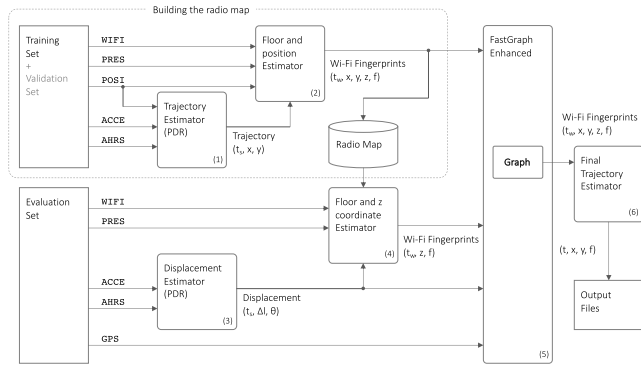 Building the radio map
Training
Set
+
Validation
Set
WIFI
PRES
POSI
ACCE
AHRS
Trajectory
Estimator
(PDR)
(1)
Floor and
position
Estimator
(2)
Trajectory
(ts, x, y)
Wi-Fi Fingerprints
(tw, x, y, z, f)
Radio Map
FastGraph
Enhanced
Graph
(5)
Wi-Fi Fingerprints
(tw, x, y, z, f)
Final
Trajectory
Estimator
(6)
(t, x, y, f)
Output
Files
Evaluation
Set
WIFI
PRES
ACCE
AHRS
GPS
Floor and z
coordinate
Estimator
(4)
Wi-Fi Fingerprints
(tw, z, f)
Displacement
Estimator
(PDR)
(3)
Displacement
(ts, Δl, θ)